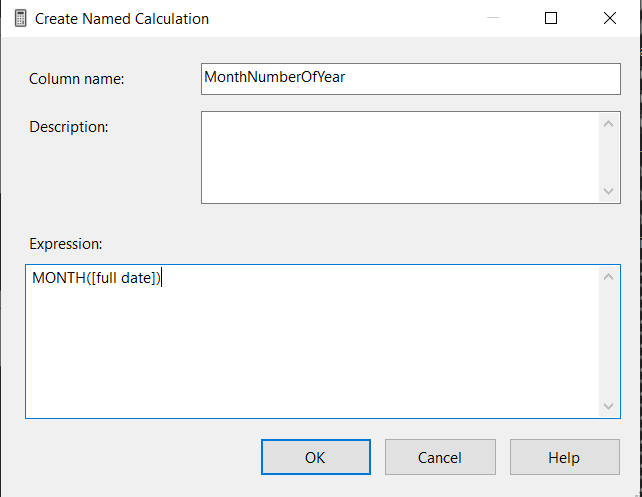 Create Named Calculation
Column name:
MonthNumberOfYear
Description:
Expression:
MONTH([full date])
OK
Cancel
Help